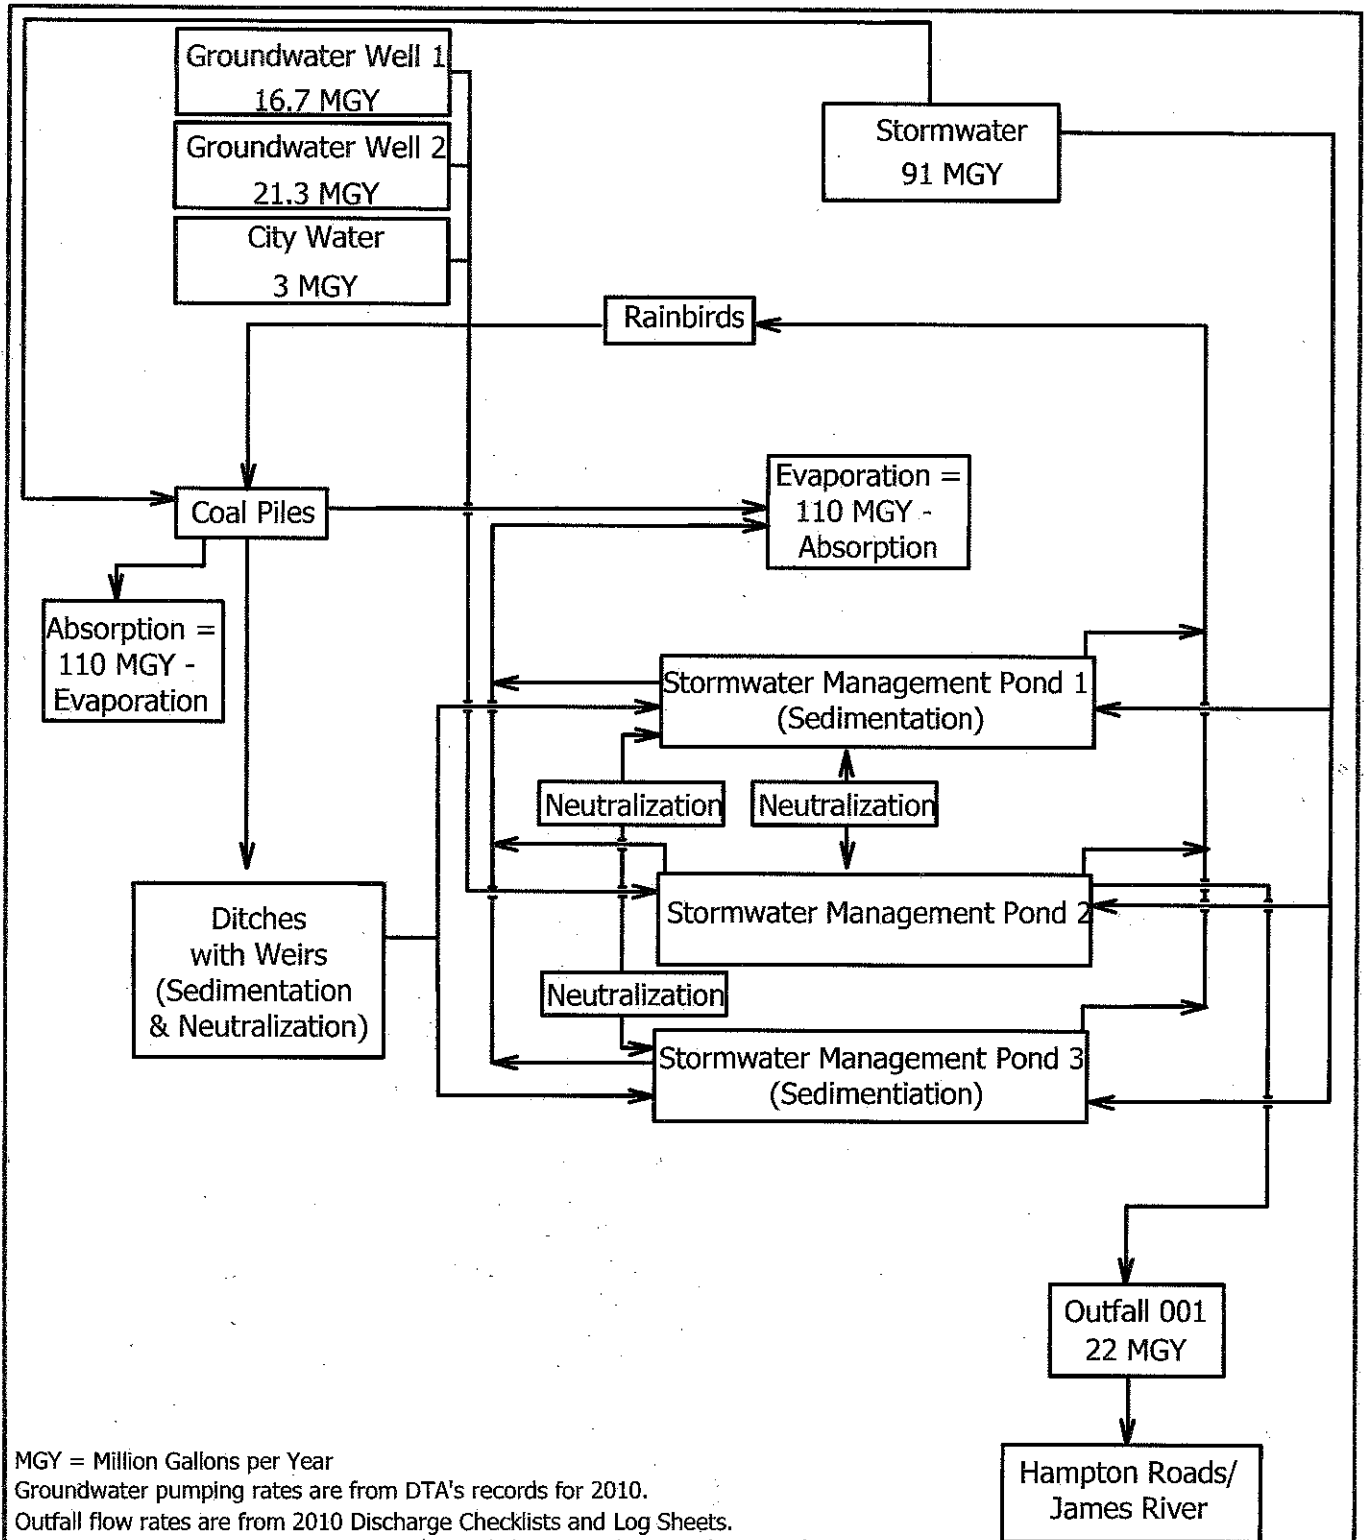 Groundwater Well 1
16.7 MGY
Groundwater Well 2
21.3 MGY
City Water
3 MGY
Stormwater
91 MGY
Rainbirds
Coal Piles
Evaporation =
110 MGY -
Absorption
Absorption =
110 MGY -
Evaporation
Stormwater Management Pond 1
(Sedimentation)
Neutralization
Neutralization
Stormwater Management Pond 2
Ditches
with Weirs
(Sedimentation
& Neutralization)
Neutralization
Stormwater Management Pond 3
(Sedimentiation)
Outfall 001
22 MGY
Hampton Roads/
James River
MGY = Million Gallons per Year
Groundwater pumping rates are from DTA's records for 2010.
Outfall flow rates are from 2010 Discharge Checklists and Log Sheets.